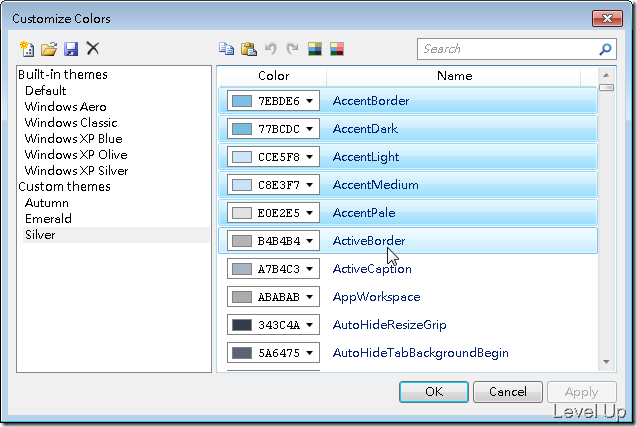 Customize Colors
Search
Built-in themes
Default
Windows Aero
Windows Classic
Windows XP Blue
Windows XP Olive
Windows XP Silver
Custom themes
Autumn
Emerald
Silver
Color Name
7EBDE6 AccentBorder
77BCDC AccentDark
CCE5F8 AccentLight
C8E3F7 AccentMedium
E0E2E5 AccentPale
B4B4B4 ActiveBorder
A7B4C3 ActiveCaption
ABABAB AppWorkspace
343C4A AutoHideResizeGrip
5A6475 AutoHideTabBackgroundBegin
OK Cancel Apply
Level Up